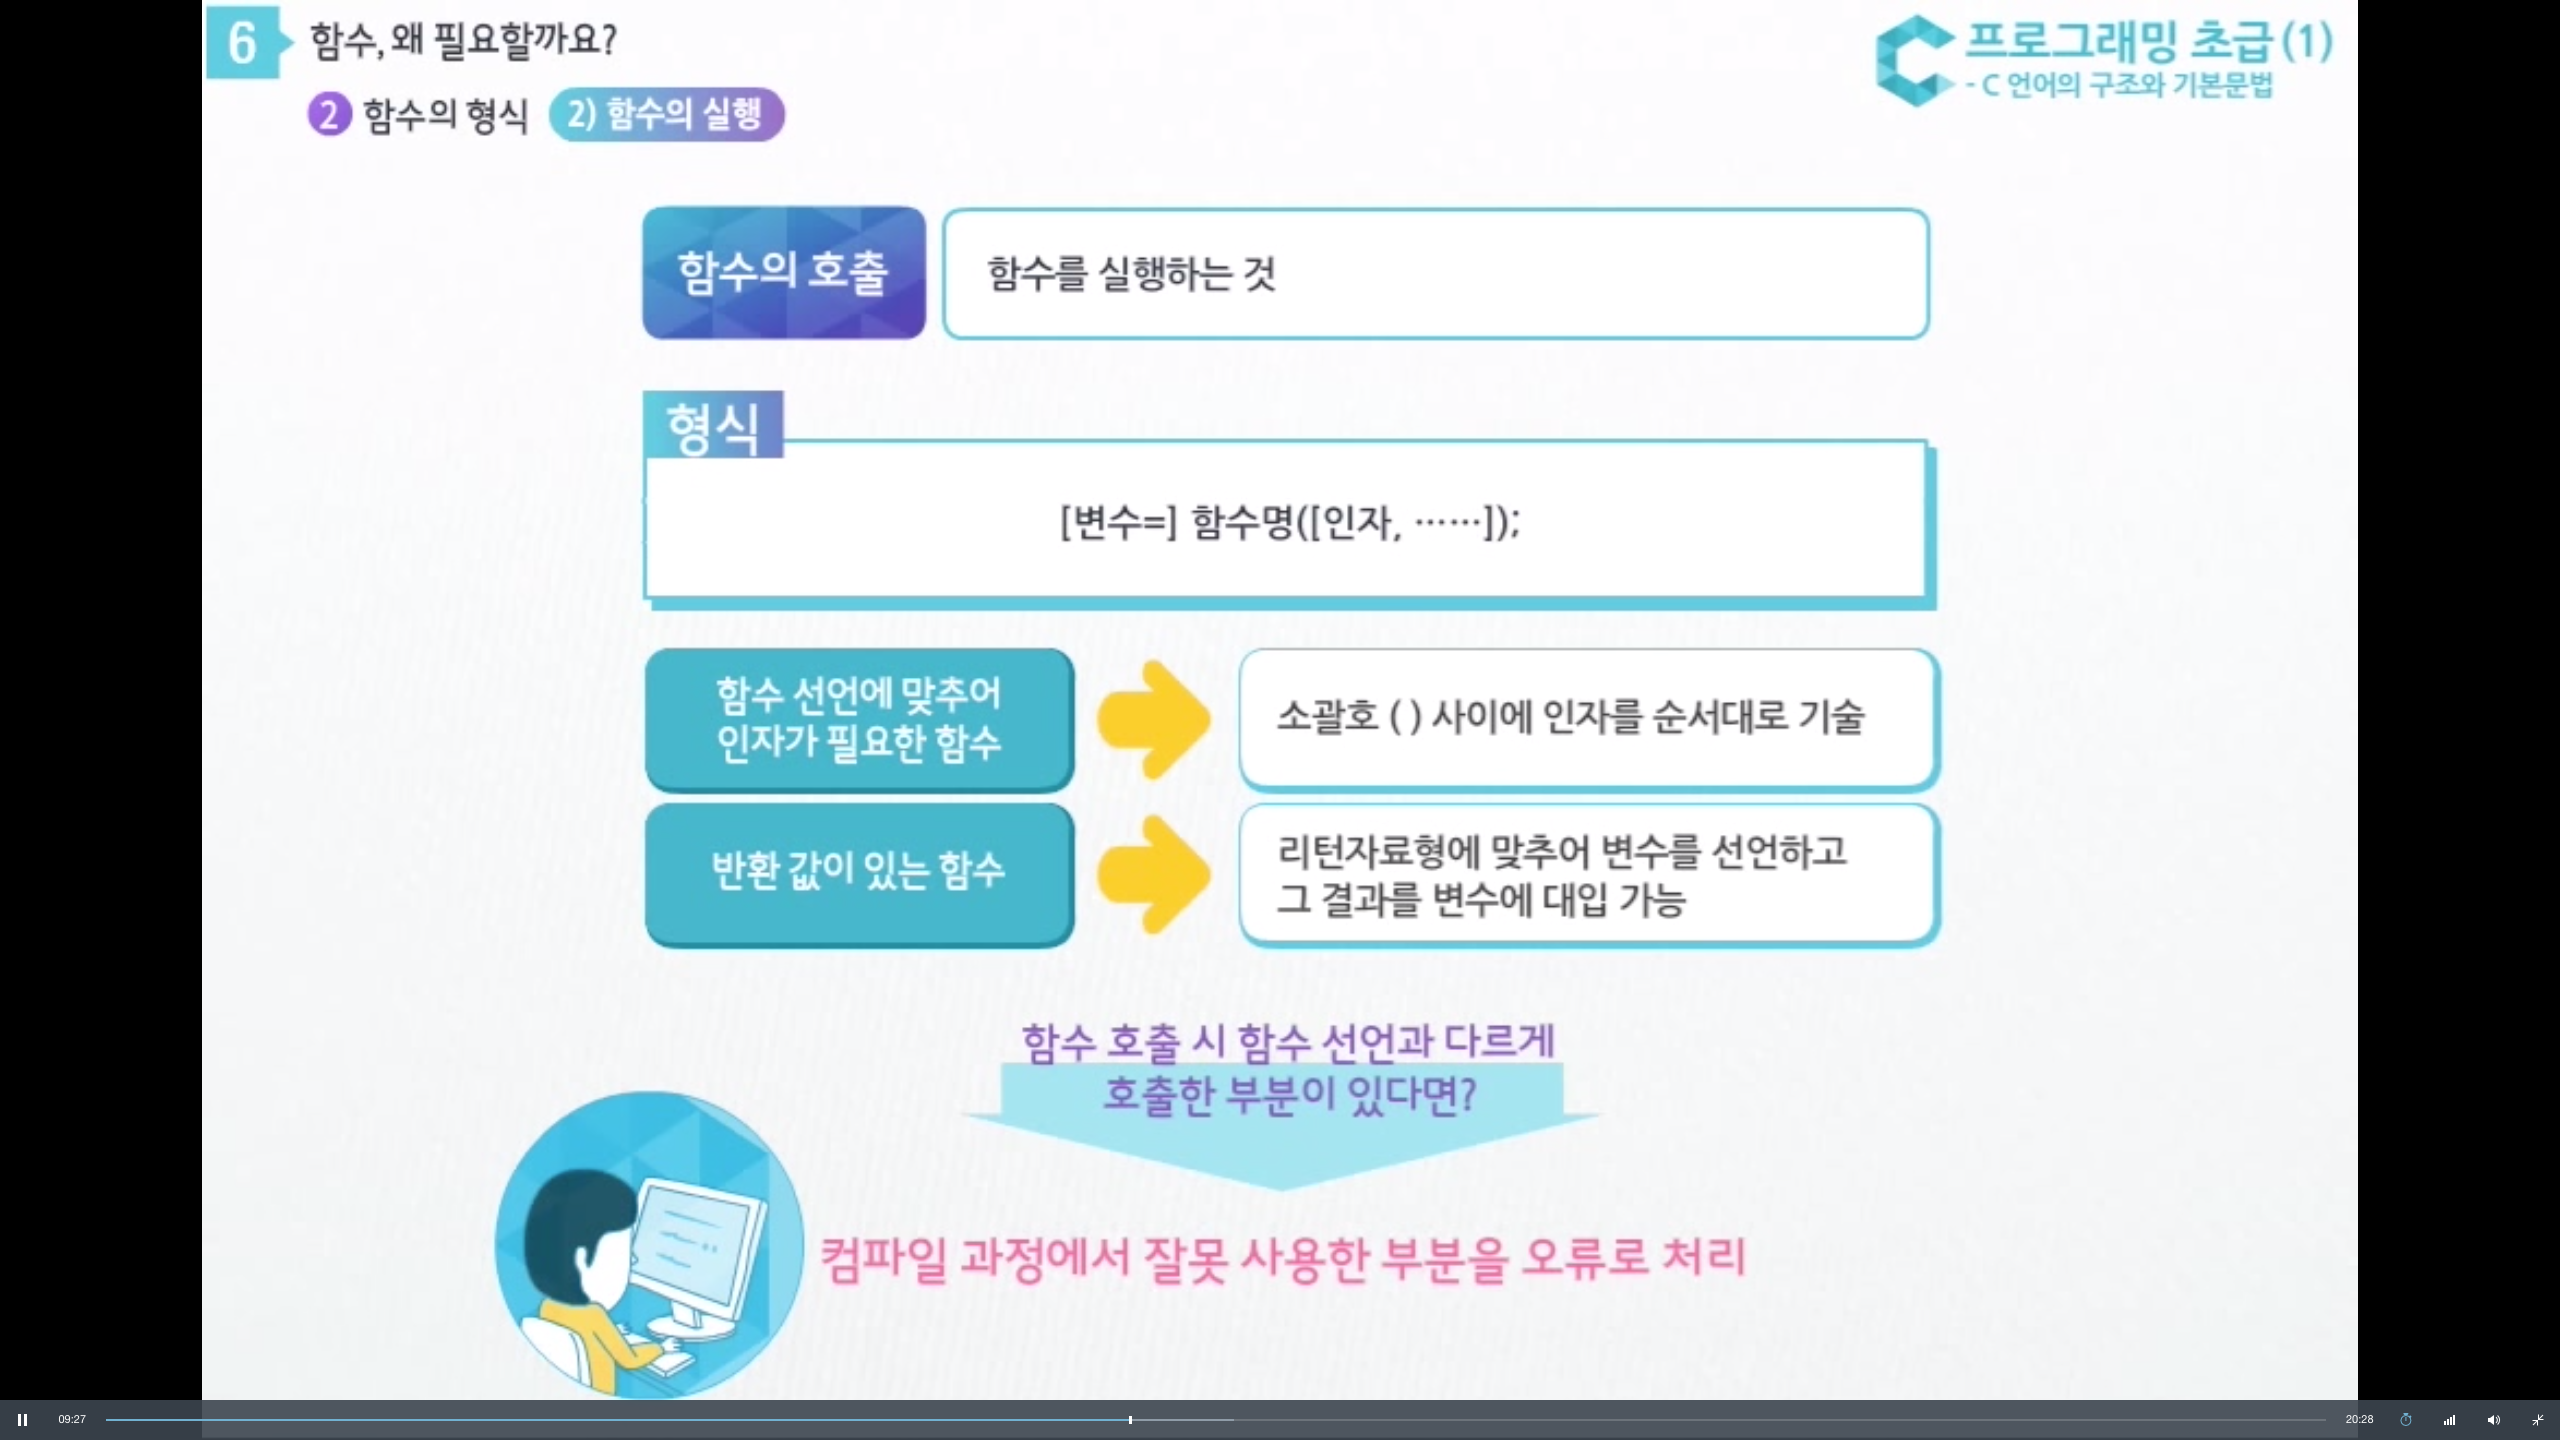 6 함수, 왜 필요할까요?
프로그래밍 초급(1)
- C 언어의 구조와 기본문법
2 함수의 형식 2) 함수의 실행
함수의 호출
함수를 실행하는 것
형식
[변수=] 함수명([인자, ……]);
함수 선언에 맞추어
인자가 필요한 함수
소괄호 ( ) 사이에 인자를 순서대로 기술
반환 값이 있는 함수
리턴자료형에 맞추어 변수를 선언하고
그 결과를 변수에 대입 가능
함수 호출 시 함수 선언과 다르게
호출한 부분이 있다면?
컴파일 과정에서 잘못 사용한 부분을 오류로 처리
09:27
20:28